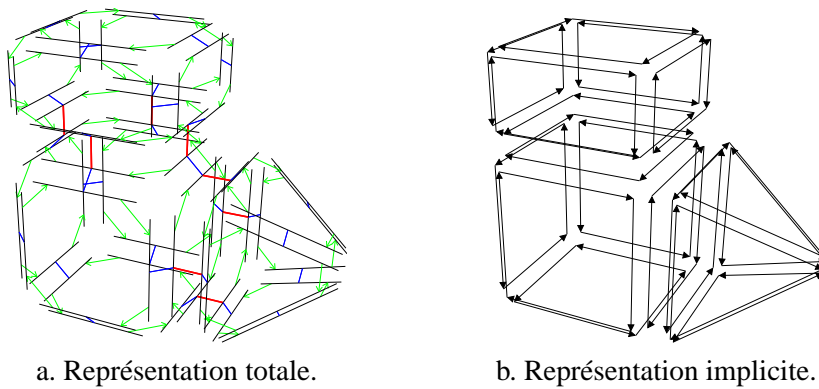 a. Représentation totale.
b. Représentation implicite.